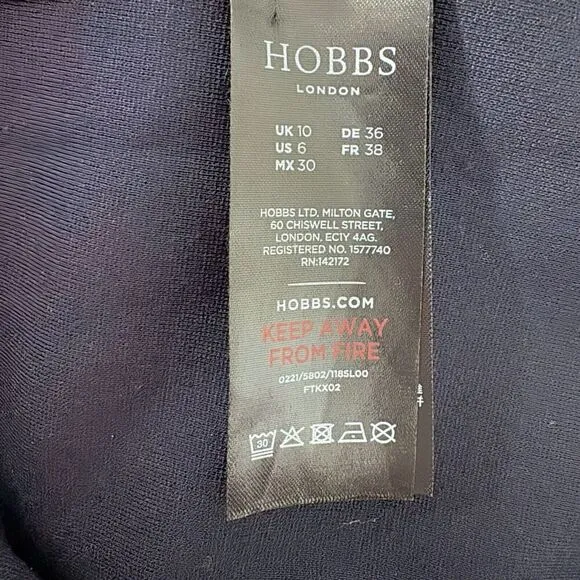 HOBBS
LONDON
UK 10 DE 36
US 6 FR 38
MX 30
HOBBS LTD, MILTON GATE,
60 CHISWELL STREET,
LONDON, EC1Y 4AG.
REGISTERED NO. 1577740
RN:142172
HOBBS.COM
KEEP AWAY
FROM FIRE
0221/5802/1185L00
FTKX02
30